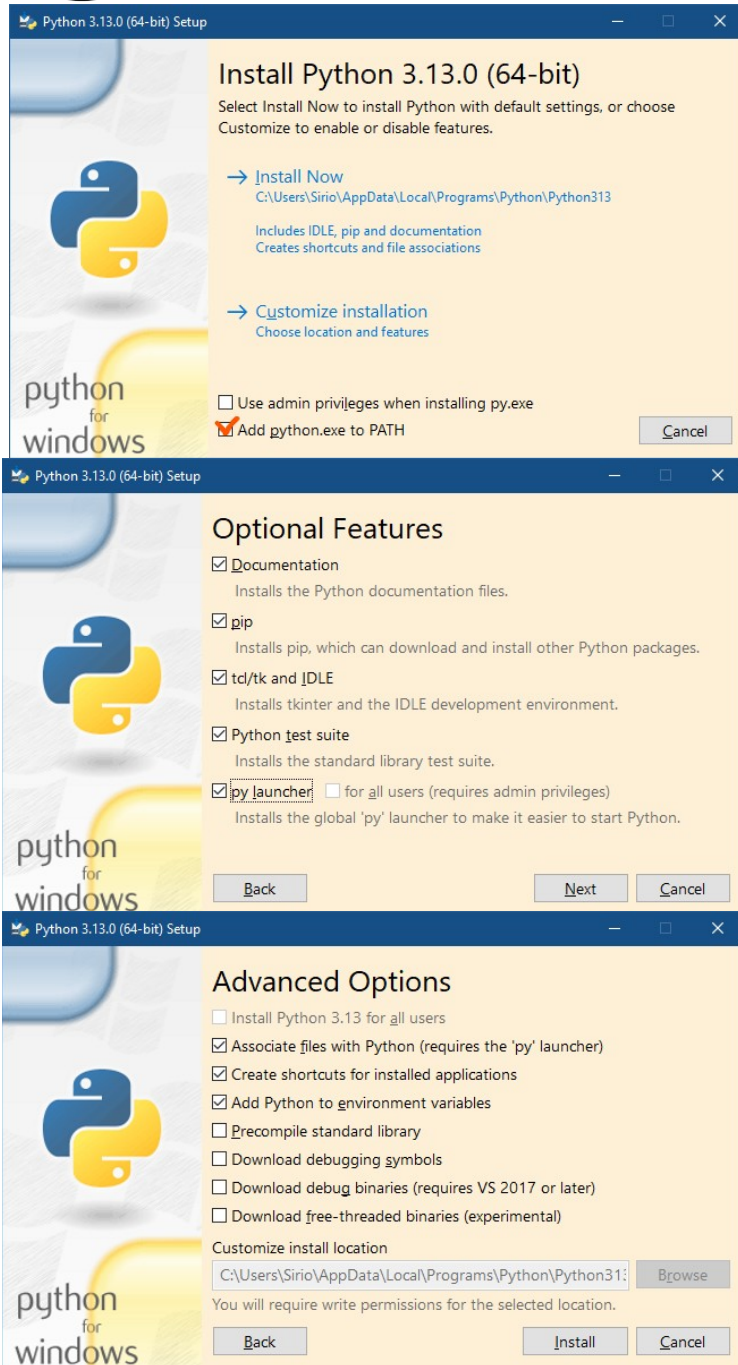 Python 3.13.0 (64-bit) Setup
Install Python 3.13.0 (64-bit)
Select Install Now to install Python with default settings, or choose
Customize to enable or disable features.
Install Now
C:\Users\Sirio\AppData\Local\Programs\Python\Python313
Includes IDLE, pip and documentation
Creates shortcuts and file associations
Customize installation
Choose location and features
Use admin privileges when installing py.exe
Add python.exe to PATH
Cancel
python
for
windows
Python 3.13.0 (64-bit) Setup
Optional Features
Documentation
Installs the Python documentation files.
pip
Installs pip, which can download and install other Python packages.
tcl/tk and IDLE
Installs tkinter and the IDLE development environment.
Python test suite
Installs the standard library test suite.
py launcher for all users (requires admin privileges)
Installs the global 'py' launcher to make it easier to start Python.
Back Next Cancel
python
for
windows
Python 3.13.0 (64-bit) Setup
Advanced Options
Install Python 3.13 for all users
Associate files with Python (requires the 'py' launcher)
Create shortcuts for installed applications
Add Python to environment variables
Precompile standard library
Download debugging symbols
Download debug binaries (requires VS 2017 or later)
Download free-threaded binaries (experimental)
Customize install location
C:\Users\Sirio\AppData\Local\Programs\Python\Python31 Browse
You will require write permissions for the selected location.
Back Install Cancel
python
for
windows